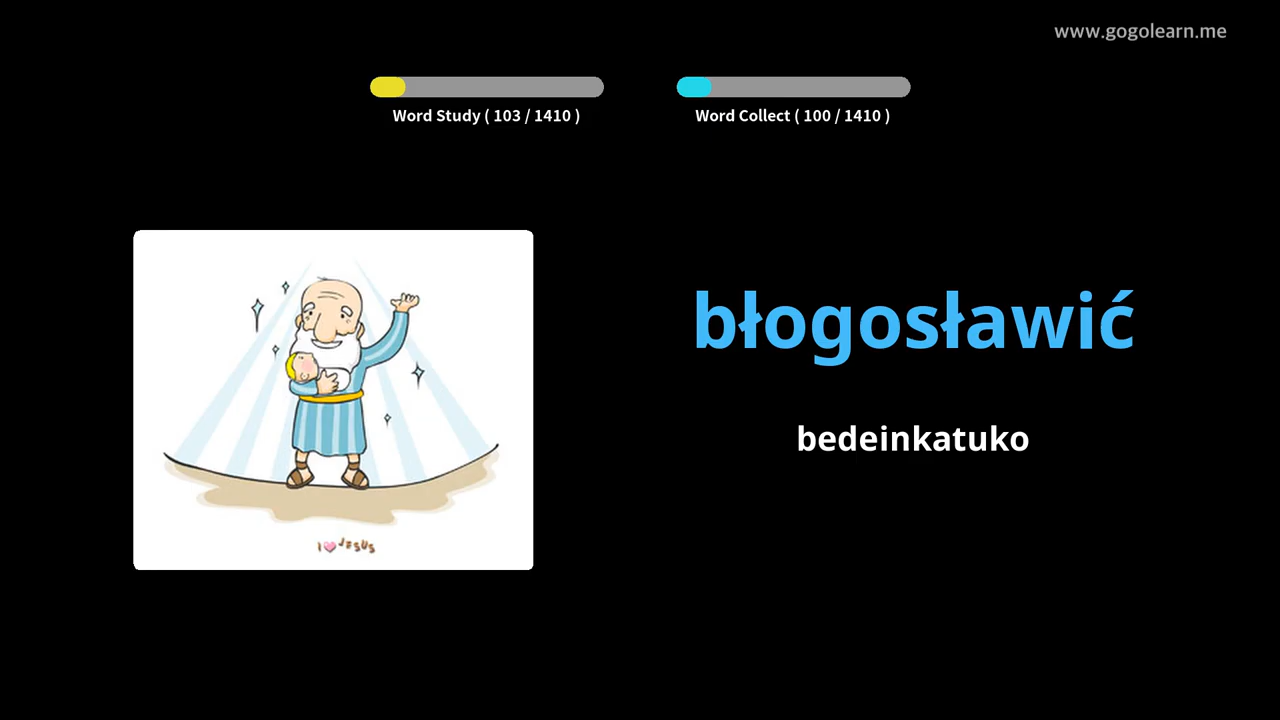 www.gogolearn.me
Word Study ( 103 / 1410 )
Word Collect ( 100 / 1410 )
błogosławić
bedeinkatuko
I ❤ JESUS